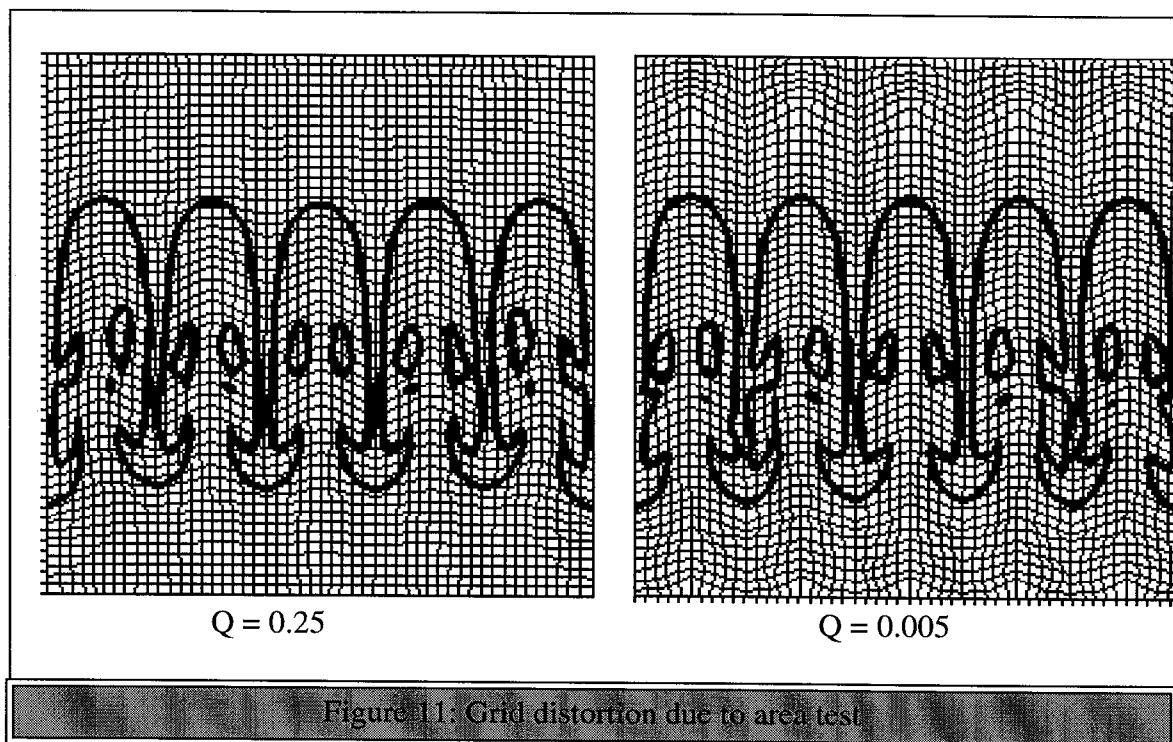 Q = 0.25
Q = 0.005
Figure 11: Grid distortion due to area test